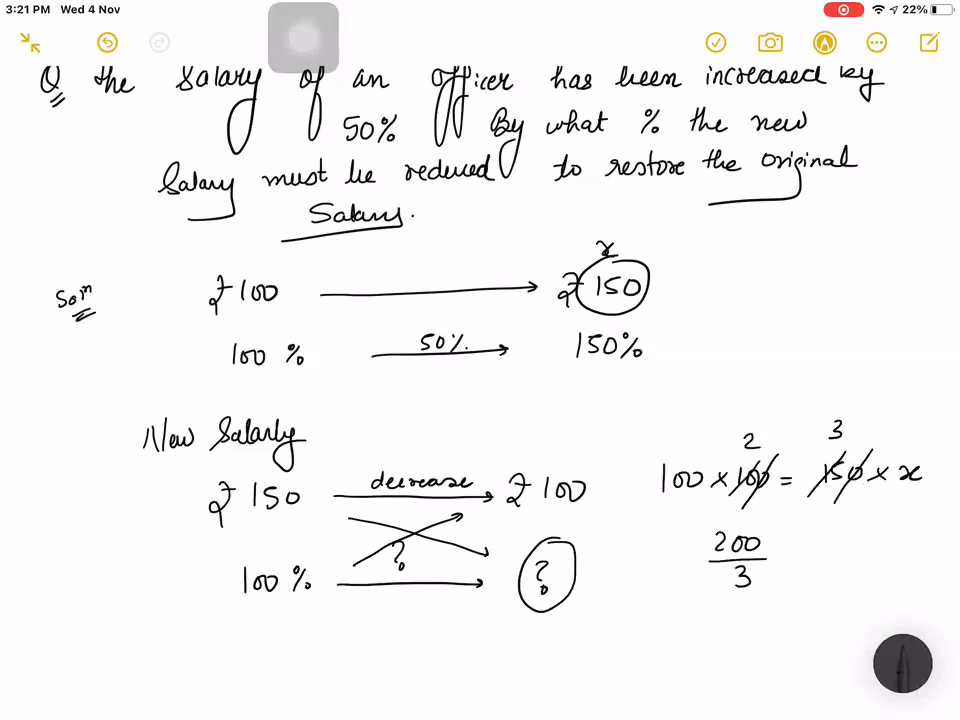 3:21 PM Wed 4 Nov 22%
Q the Salary of an officer has been increased by
50% By what % the new
Salary must be reduced to restore the original
Salary.
x
Som ₹100 ₹150
100 % 50% 150%
New Salarly
2 3
₹150 decrease ₹100 100 × 100 = 150 × x
?
200
100 % ? 3